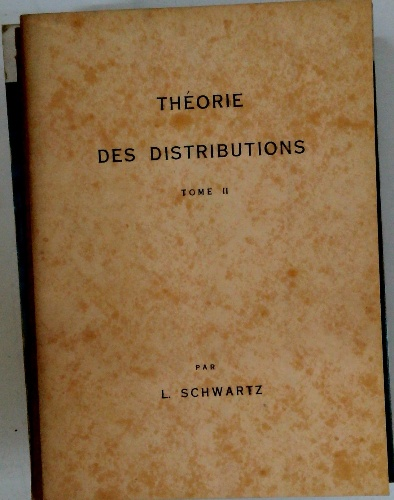 THÉORIE
DES DISTRIBUTIONS
TOME II
PAR
L. SCHWARTZ